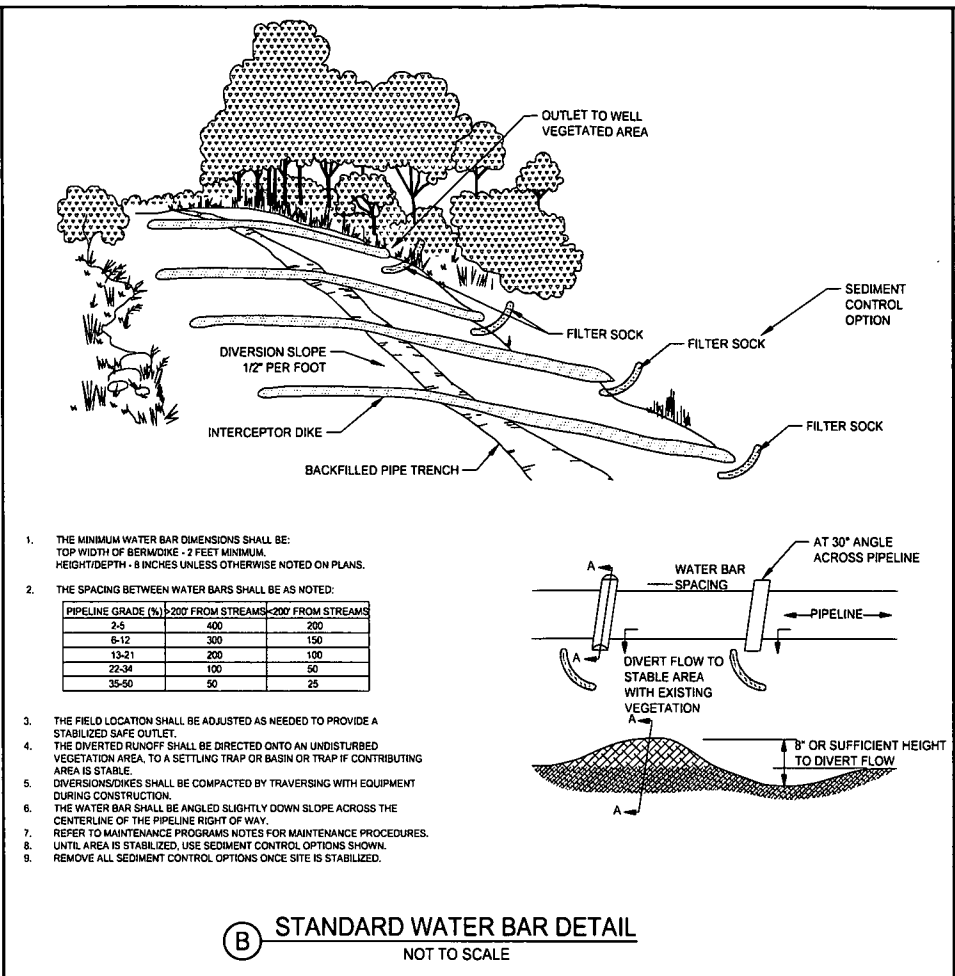 OUTLET TO WELL
VEGETATED AREA
SEDIMENT
CONTROL
OPTION
FILTER SOCK
FILTER SOCK
DIVERSION SLOPE
1/2" PER FOOT
FILTER SOCK
INTERCEPTOR DIKE
BACKFILLED PIPE TRENCH
1. THE MINIMUM WATER BAR DIMENSIONS SHALL BE:
TOP WIDTH OF BERM/DIKE - 2 FEET MINIMUM.
HEIGHT/DEPTH - 8 INCHES UNLESS OTHERWISE NOTED ON PLANS.
2. THE SPACING BETWEEN WATER BARS SHALL BE AS NOTED:
PIPELINE GRADE (%) >200' FROM STREAMS <200' FROM STREAMS
2-5 400 200
6-12 300 150
13-21 200 100
22-34 100 50
35-50 50 25
3. THE FIELD LOCATION SHALL BE ADJUSTED AS NEEDED TO PROVIDE A
STABILIZED SAFE OUTLET.
4. THE DIVERTED RUNOFF SHALL BE DIRECTED ONTO AN UNDISTURBED
VEGETATION AREA, TO A SETTLING TRAP OR BASIN OR TRAP IF CONTRIBUTING
AREA IS STABLE.
5. DIVERSIONS/DIKES SHALL BE COMPACTED BY TRAVERSING WITH EQUIPMENT
DURING CONSTRUCTION.
6. THE WATER BAR SHALL BE ANGLED SLIGHTLY DOWN SLOPE ACROSS THE
CENTERLINE OF THE PIPELINE RIGHT OF WAY.
7. REFER TO MAINTENANCE PROGRAMS NOTES FOR MAINTENANCE PROCEDURES.
8. UNTIL AREA IS STABILIZED, USE SEDIMENT CONTROL OPTIONS SHOWN.
9. REMOVE ALL SEDIMENT CONTROL OPTIONS ONCE SITE IS STABILIZED.
AT 30° ANGLE
ACROSS PIPELINE
A
WATER BAR
SPACING
PIPELINE
A
DIVERT FLOW TO
STABLE AREA
WITH EXISTING
VEGETATION
A
8" OR SUFFICIENT HEIGHT
TO DIVERT FLOW
A
B STANDARD WATER BAR DETAIL
NOT TO SCALE